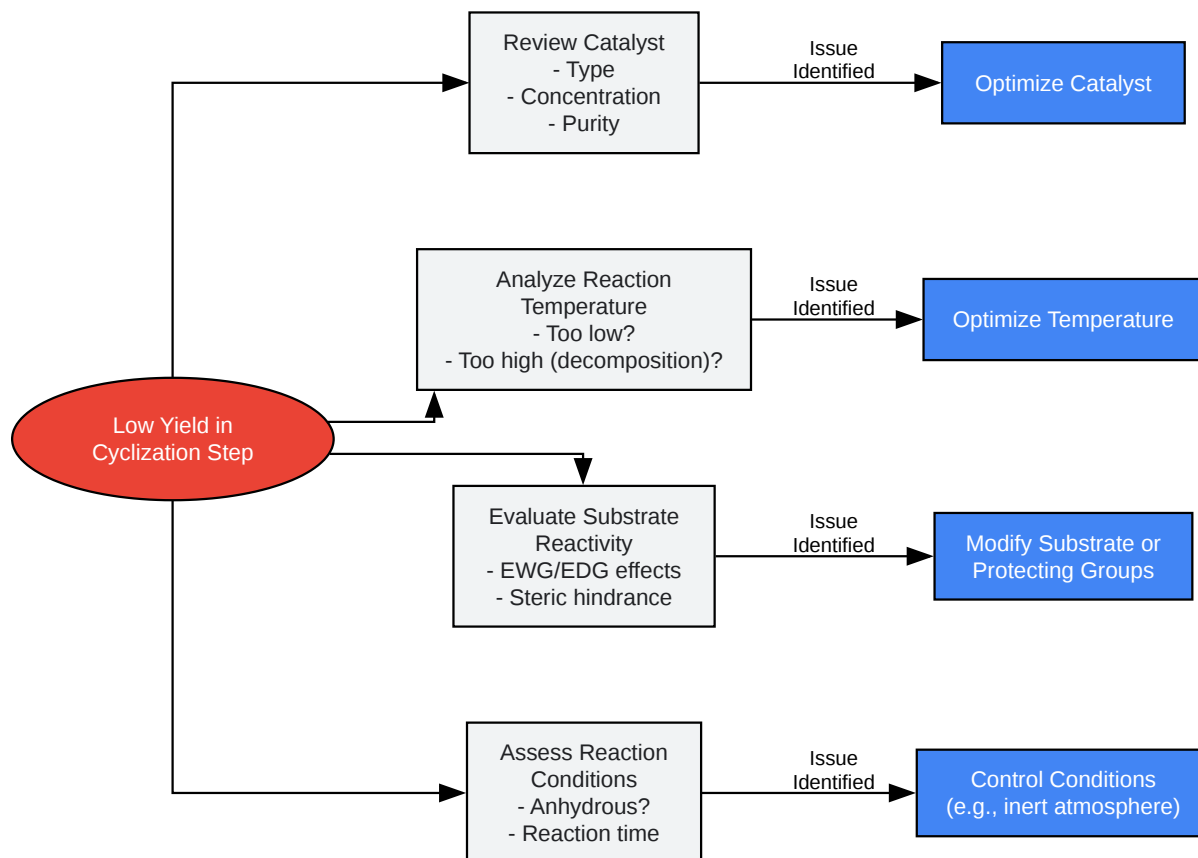 Low Yield in
Cyclization Step
Review Catalyst
- Type
- Concentration
- Purity
Issue
Identified
Optimize Catalyst
Analyze Reaction
Temperature
- Too low?
- Too high (decomposition)?
Issue
Identified
Optimize Temperature
Evaluate Substrate
Reactivity
- EWG/EDG effects
- Steric hindrance
Issue
Identified
Modify Substrate or
Protecting Groups
Assess Reaction
Conditions
- Anhydrous?
- Reaction time
Issue
Identified
Control Conditions
(e.g., inert atmosphere)